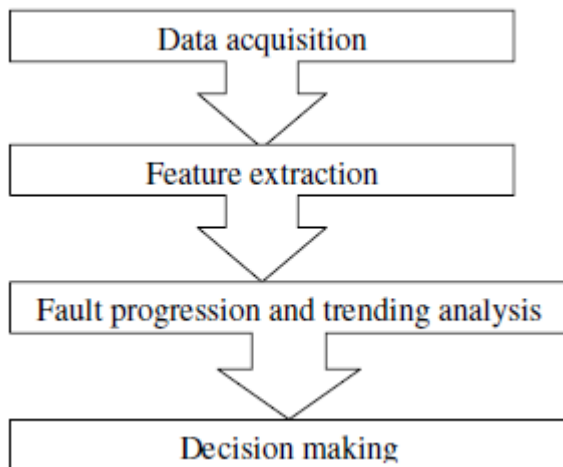 Data acquisition
Feature extraction
Fault progression and trending analysis
Decision making